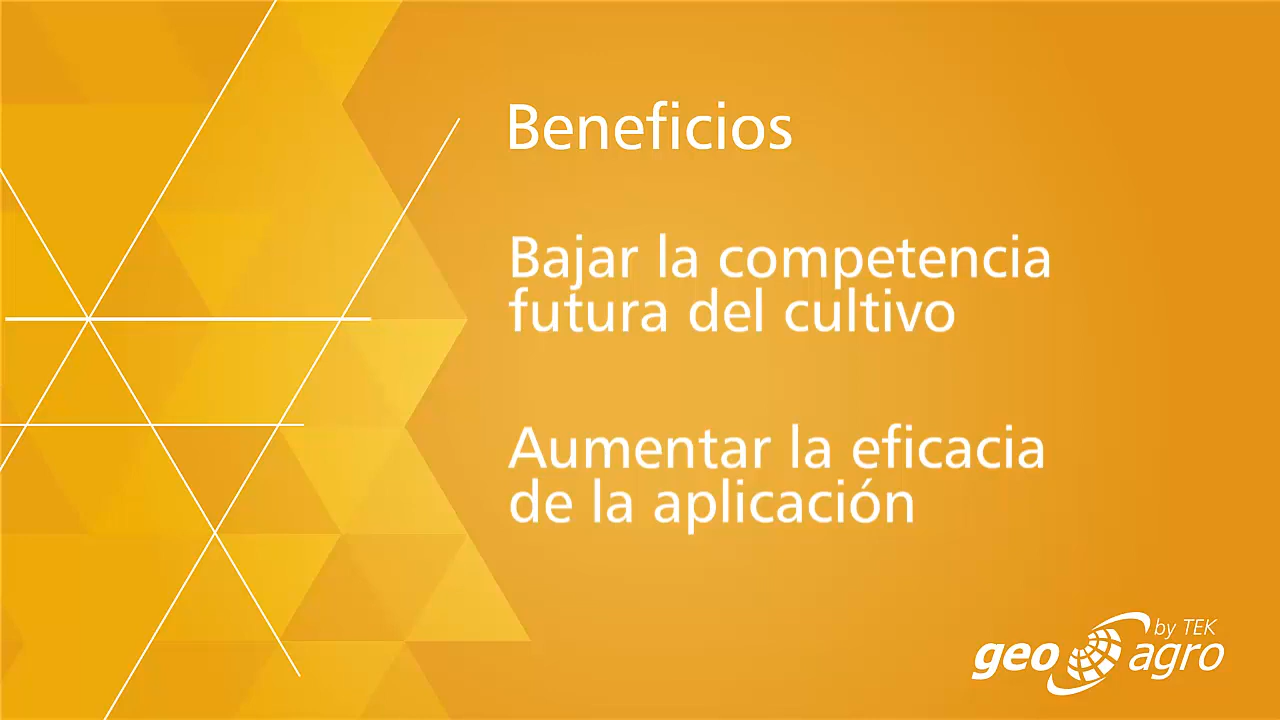 Beneficios
Bajar la competencia
futura del cultivo
Aumentar la eficacia
de la aplicación
by TEK
geo agro